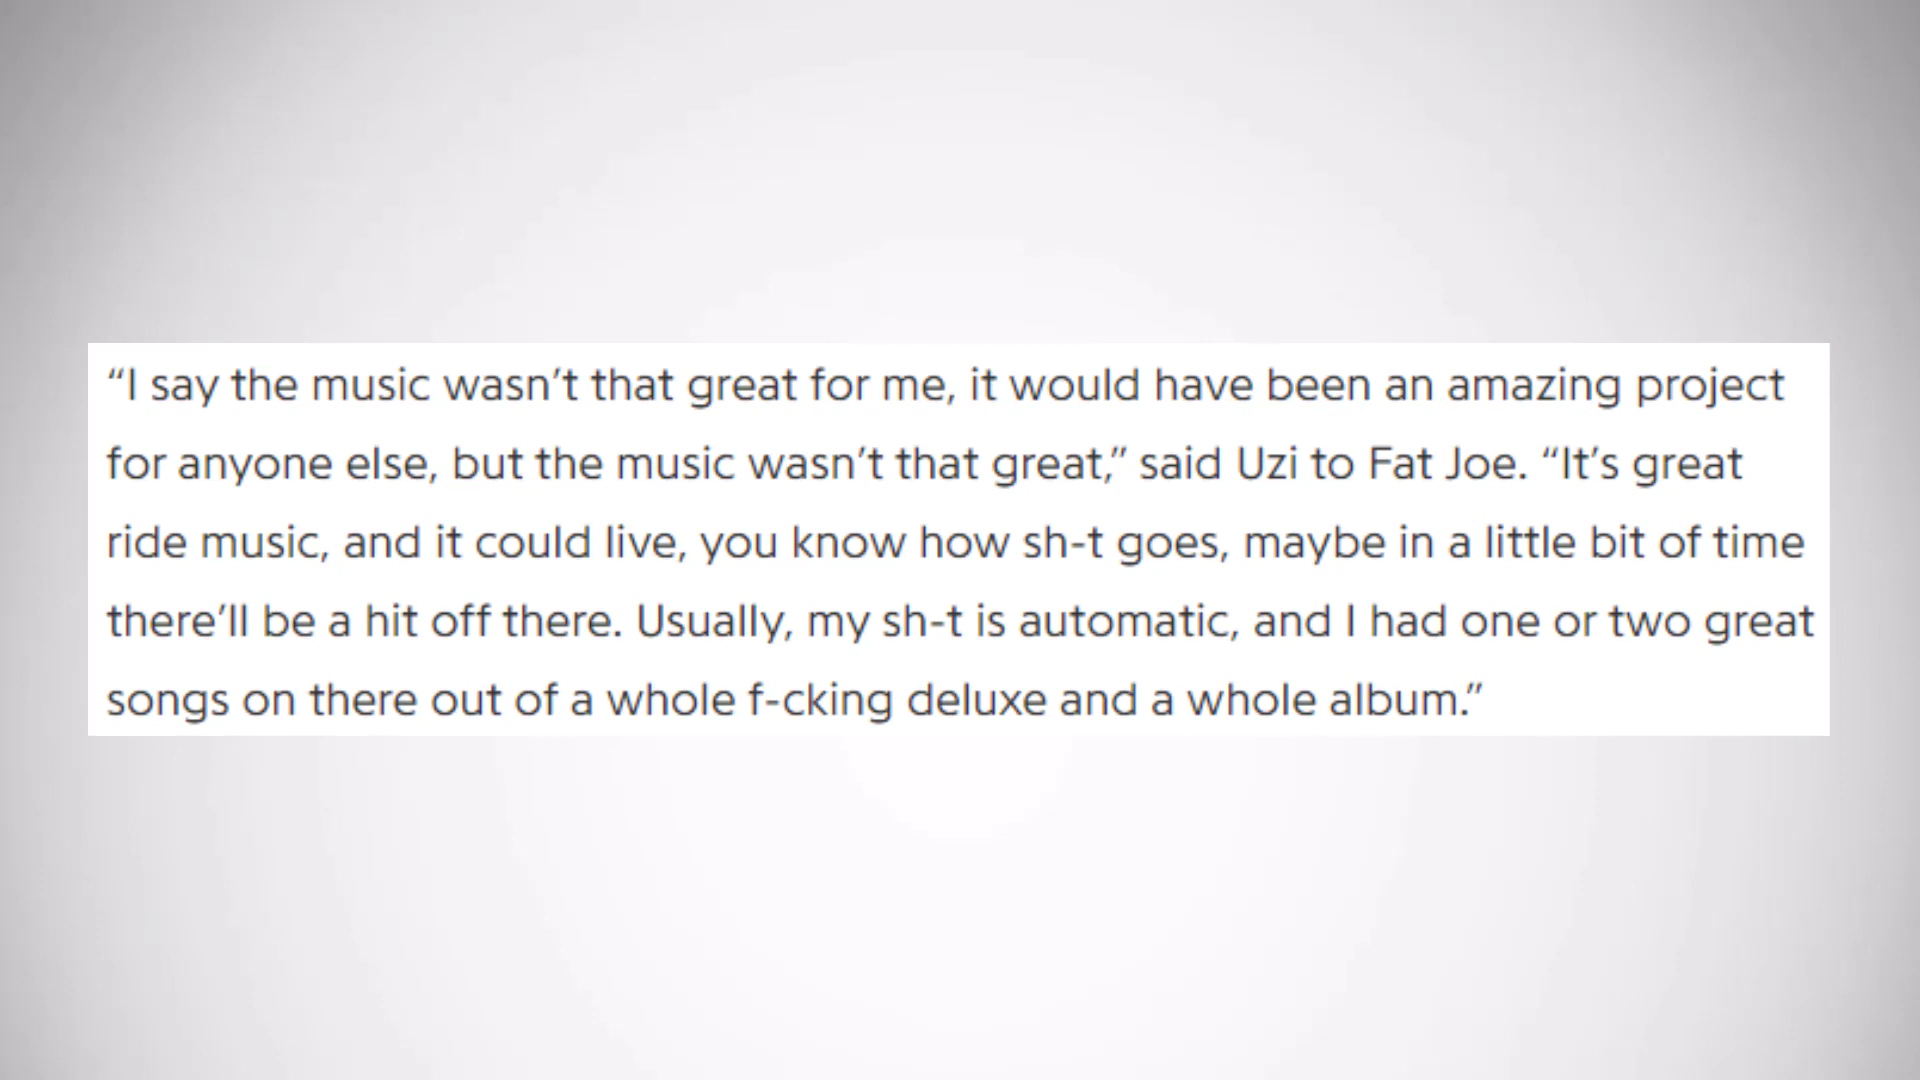 “I say the music wasn’t that great for me, it would have been an amazing project
for anyone else, but the music wasn’t that great,” said Uzi to Fat Joe. “It’s great
ride music, and it could live, you know how sh-t goes, maybe in a little bit of time
there’ll be a hit off there. Usually, my sh-t is automatic, and I had one or two great
songs on there out of a whole f-cking deluxe and a whole album.”